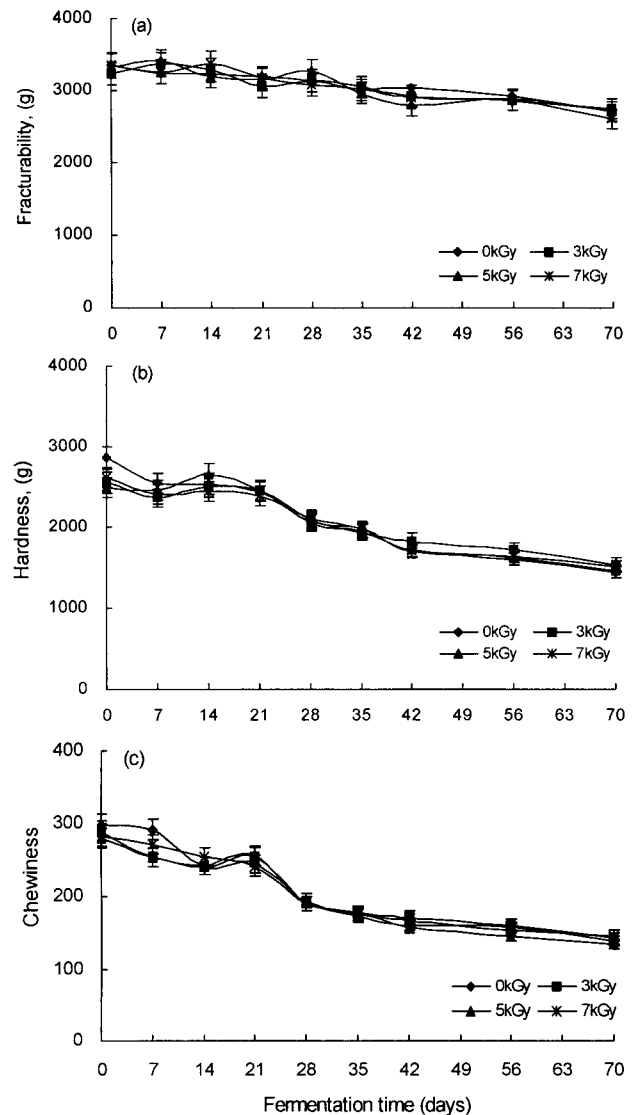 (a)
4000
3000
2000
1000
0
Fracturability, (g)
0kGy 3kGy
5kGy 7kGy
0 7 14 21 28 35 42 49 56 63 70
(b)
4000
3000
2000
1000
0
Hardness, (g)
0kGy 3kGy
5kGy 7kGy
0 7 14 21 28 35 42 49 56 63 70
(c)
400
300
200
100
0
Chewiness
0kGy 3kGy
5kGy 7kGy
0 7 14 21 28 35 42 49 56 63 70
Fermentation time (days)